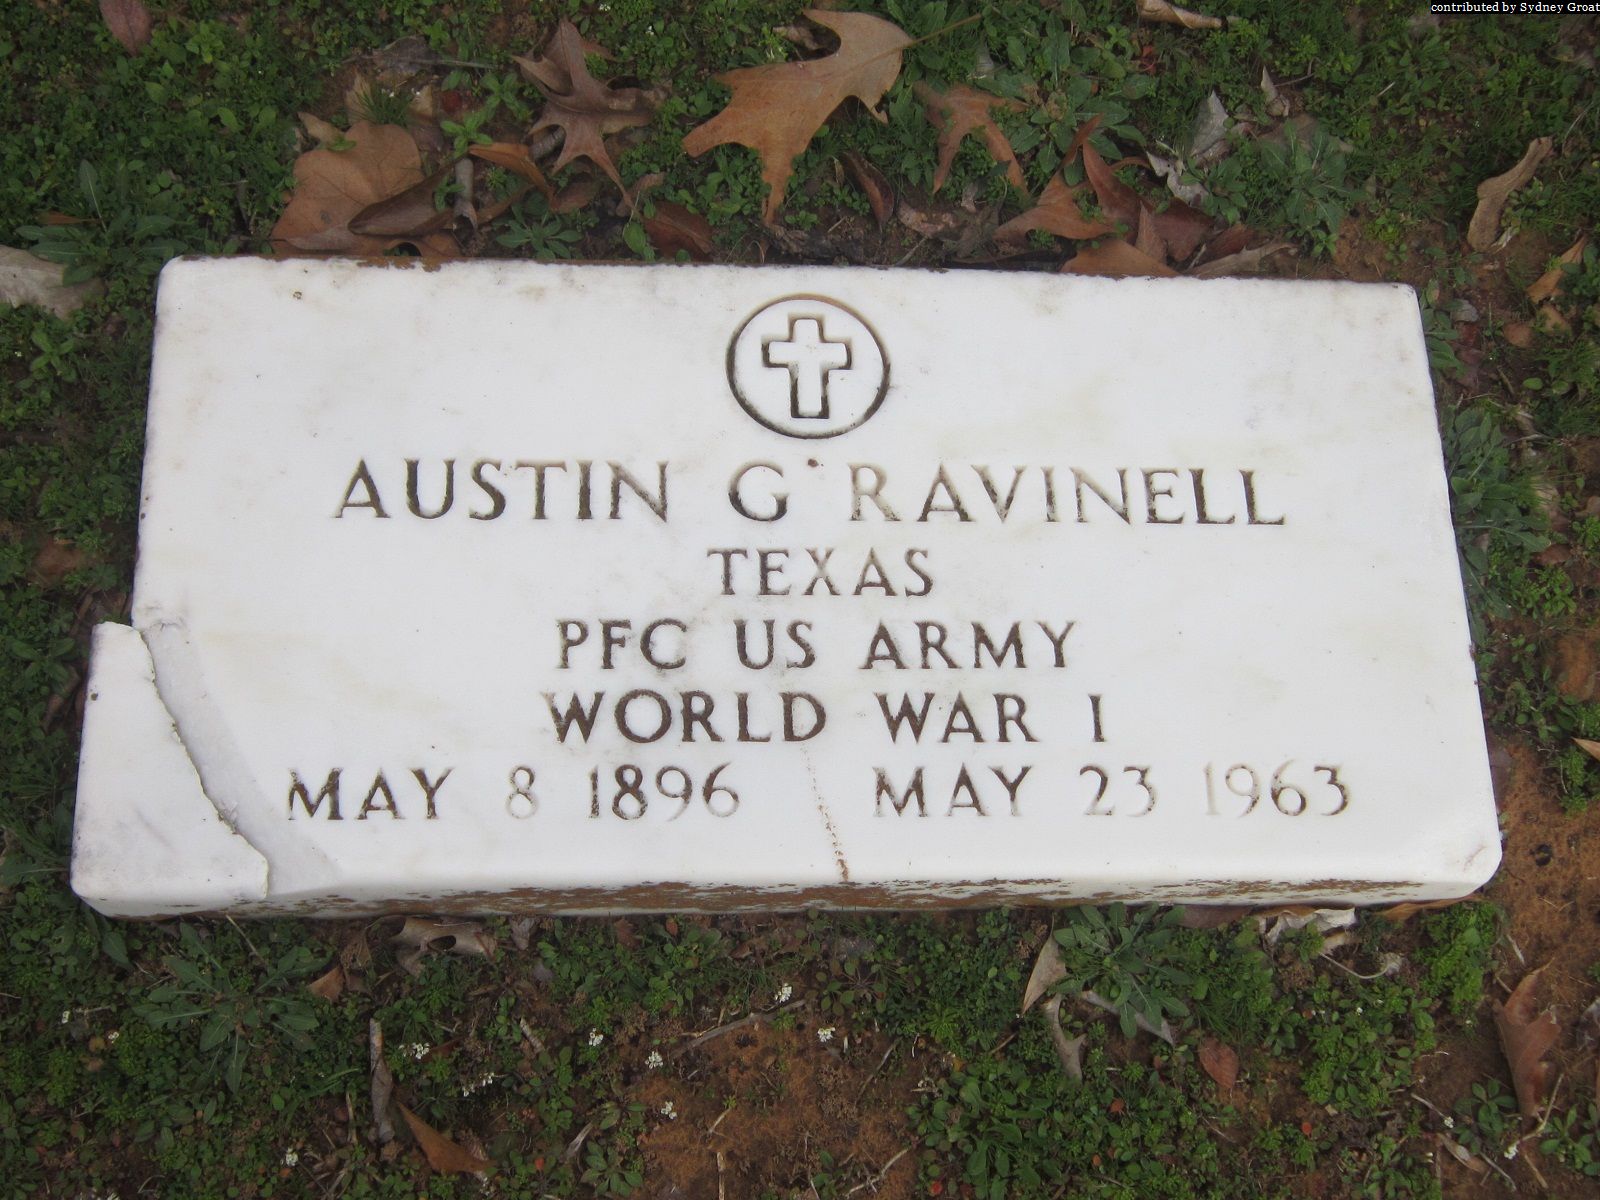 contributed by Sydney Groat
AUSTIN G RAVINELL
TEXAS
PFC US ARMY
WORLD WAR I
MAY 8 1896 MAY 23 1963